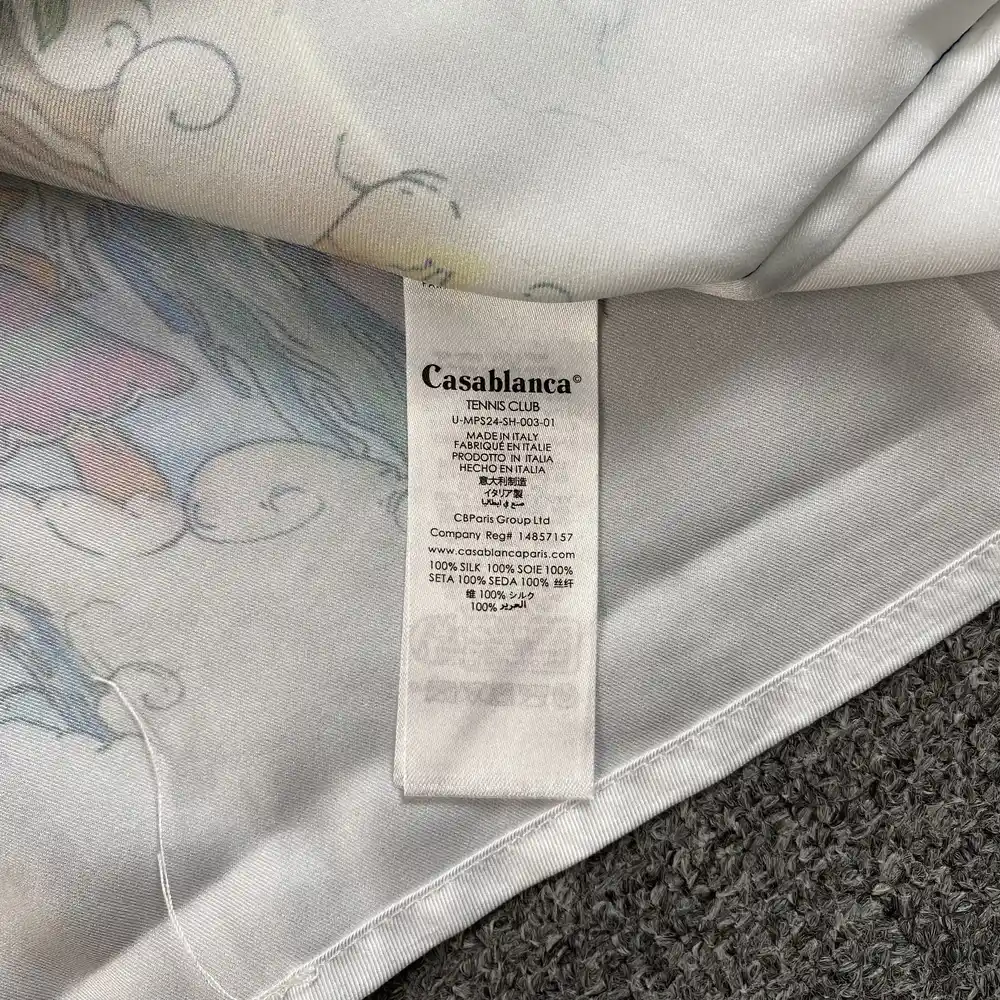 Casablanca©
TENNIS CLUB
U-MPS24-SH-003-01
MADE IN ITALY
FABRIQUÉ EN ITALIE
PRODOTTO IN ITALIA
HECHO EN ITALIA
意大利制造
イタリア製
صنع في إيطاليا
CBParis Group Ltd
Company Reg# 14857157
www.casablancaparis.com
100% SILK 100% SOIE 100%
SETA 100% SEDA 100% 丝纤
维 100% シルク
100% الحرير